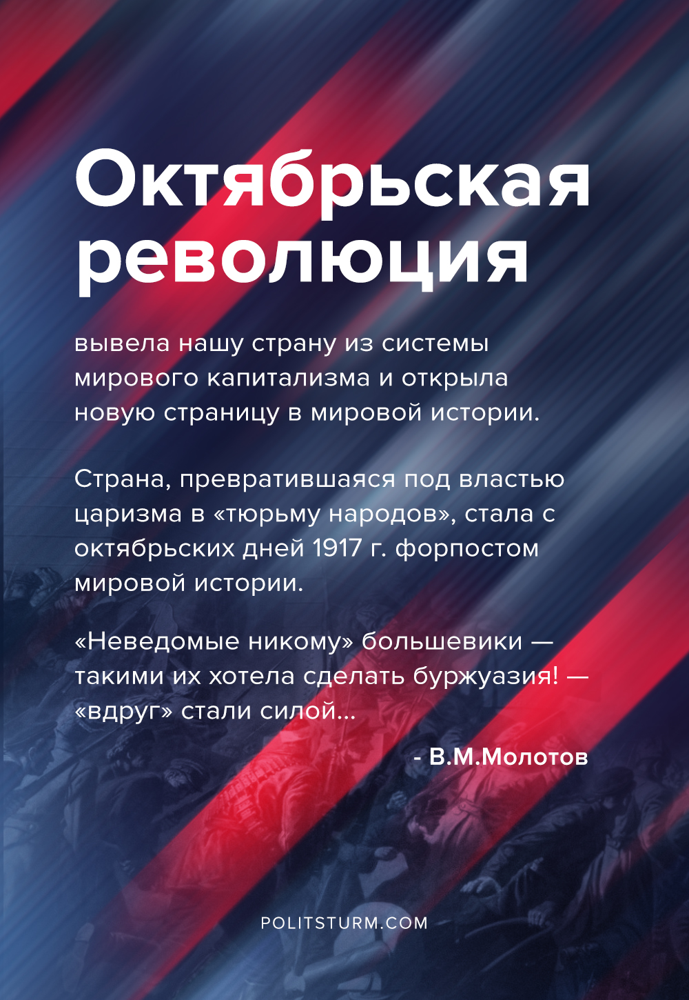 Октябрьская
революция
вывела нашу страну из системы
мирового капитализма и открыла
новую страницу в мировой истории.
Страна, превратившаяся под властью
царизма в «тюрьму народов», стала с
октябрьских дней 1917 г. форпостом
мировой истории.
«Неведомые никому» большевики —
такими их хотела сделать буржуазия! —
«вдруг» стали силой...
- В.М.Молотов
POLITSTURM.COM